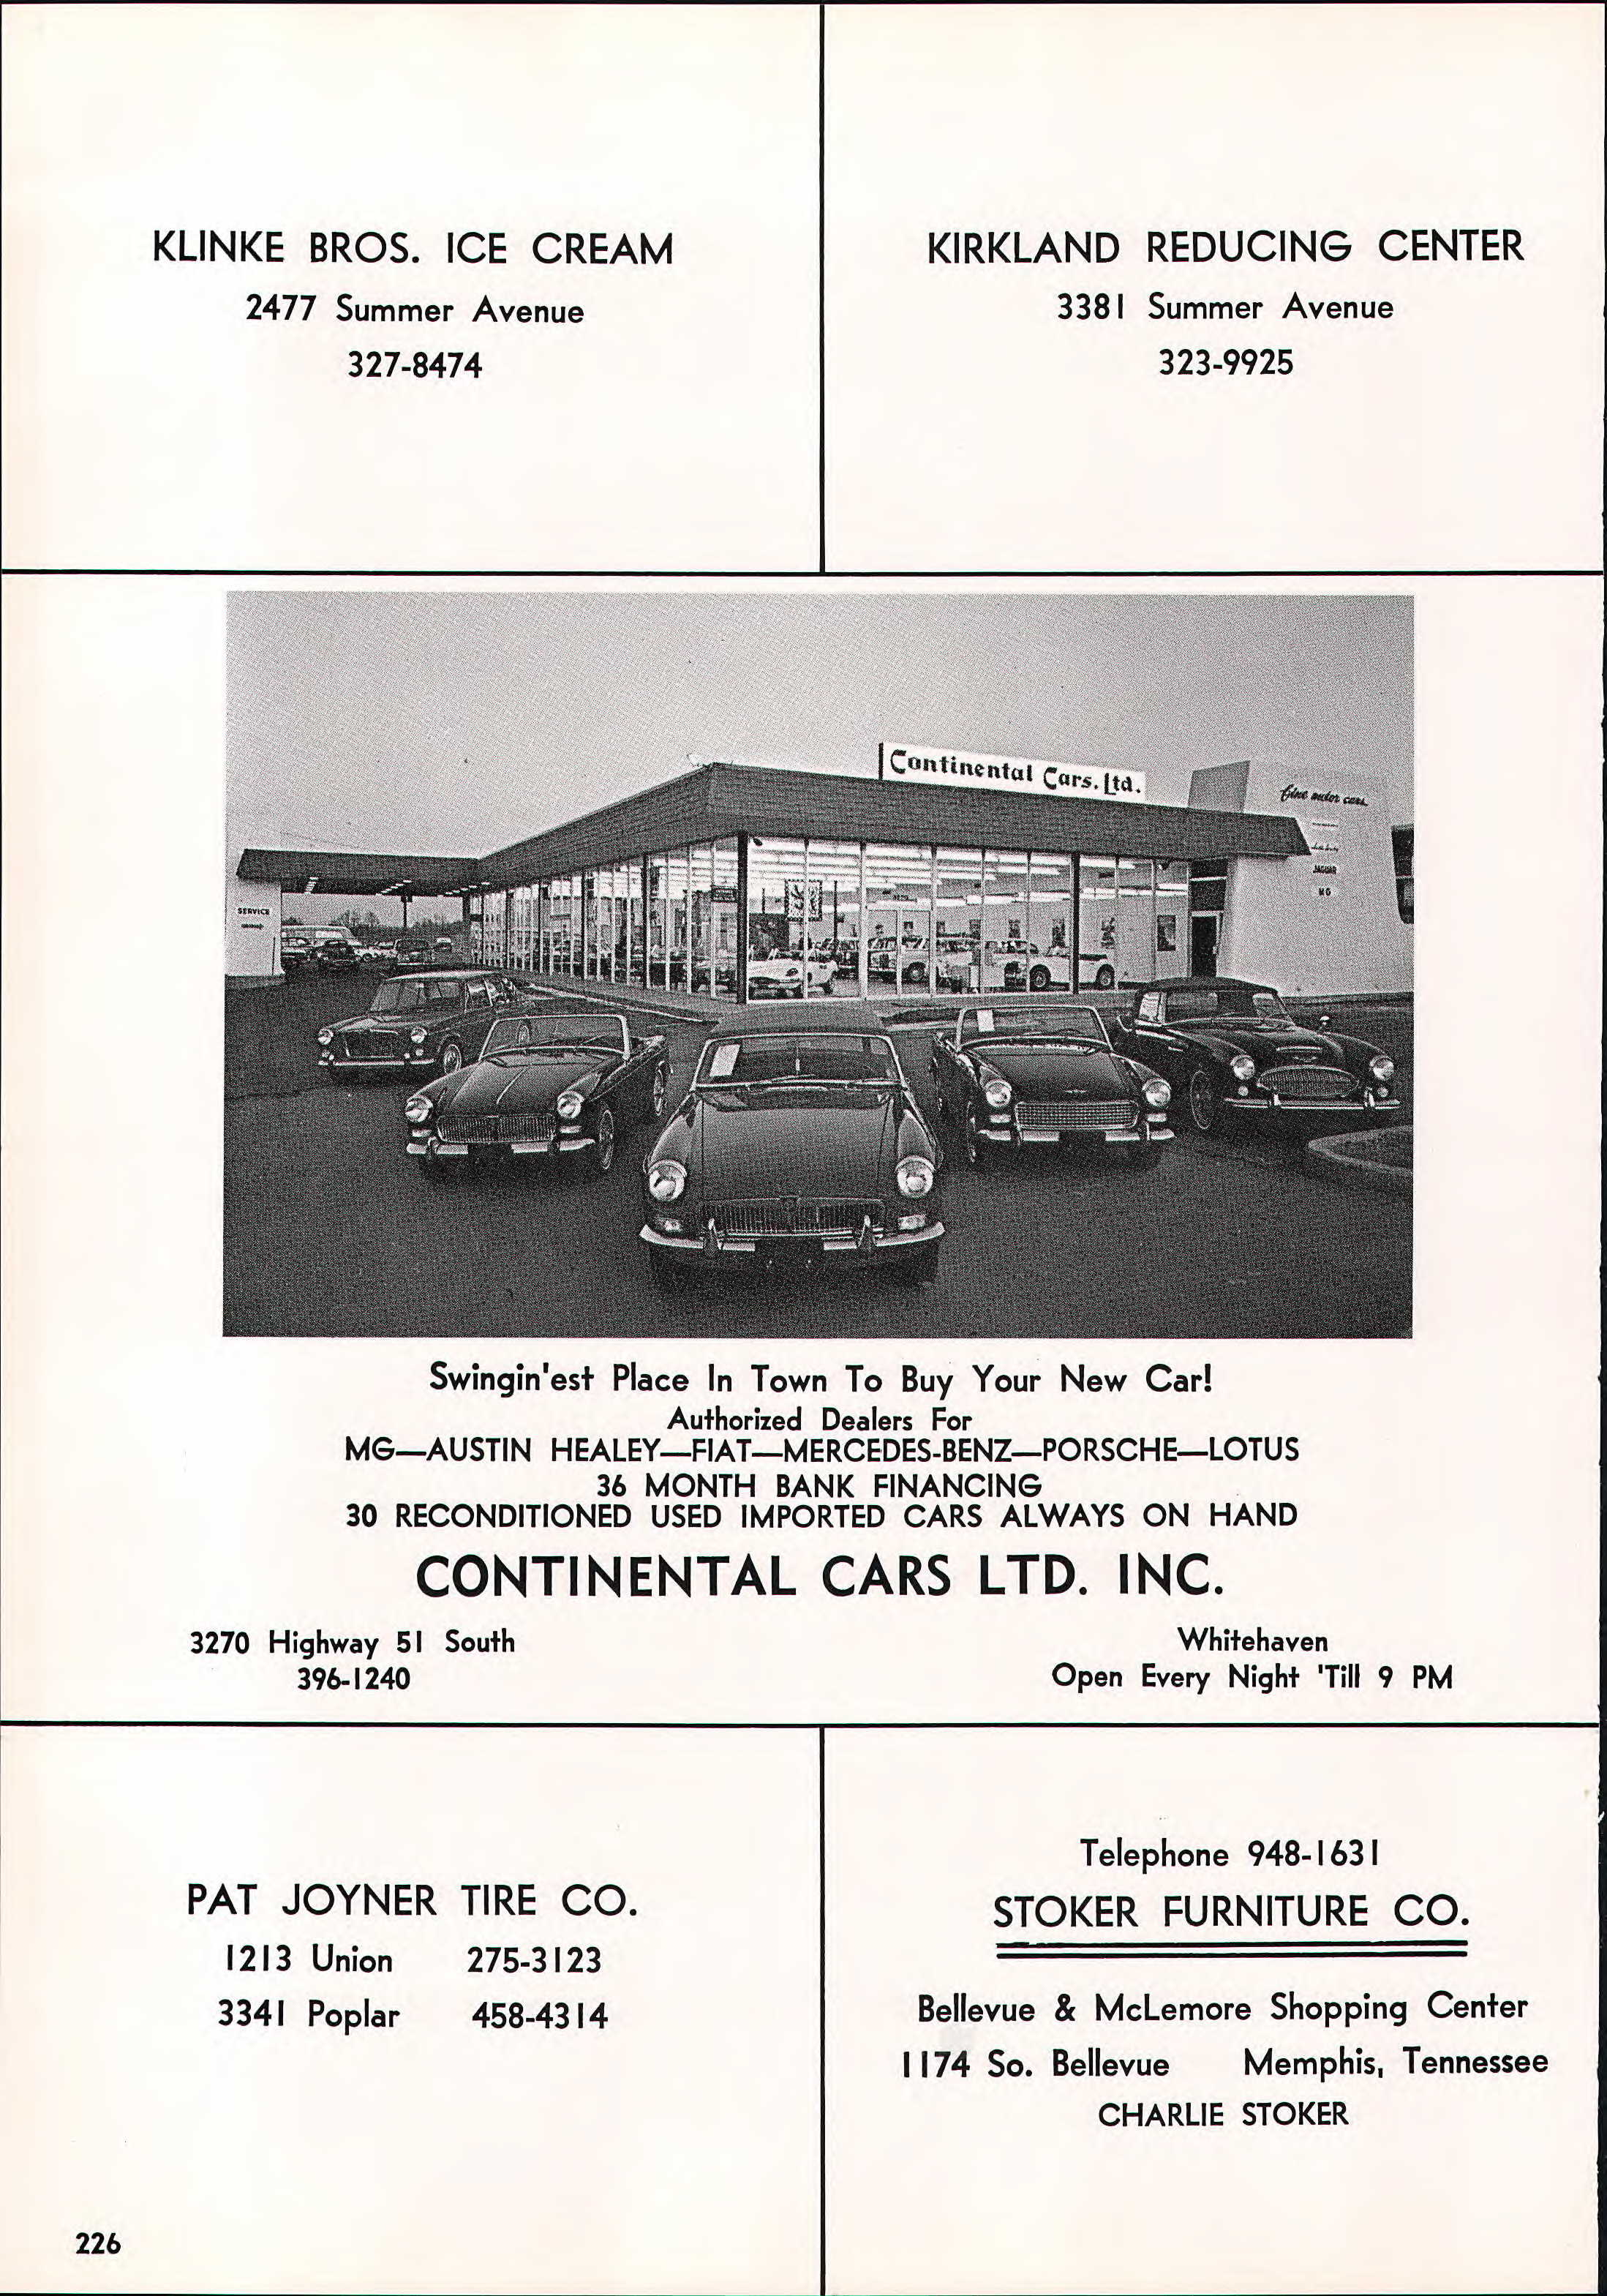 KLINKE BROS. ICE CREAM
2477 Summer Avenue
327-8474
KIRKLAND REDUCING CENTER
3381 Summer Avenue
323-9925
Continental Cars. Ltd.
fine motor cars
JAGUAR
MG
SERVICE
Swingin'est Place In Town To Buy Your New Car!
Authorized Dealers For
MG—AUSTIN HEALEY—FIAT—MERCEDES-BENZ—PORSCHE—LOTUS
36 MONTH BANK FINANCING
30 RECONDITIONED USED IMPORTED CARS ALWAYS ON HAND
CONTINENTAL CARS LTD. INC.
3270 Highway 51 South
396-1240
Whitehaven
Open Every Night 'Till 9 PM
PAT JOYNER TIRE CO.
1213 Union 275-3123
3341 Poplar 458-4314
Telephone 948-1631
STOKER FURNITURE CO.
Bellevue & McLemore Shopping Center
1174 So. Bellevue Memphis, Tennessee
CHARLIE STOKER
226